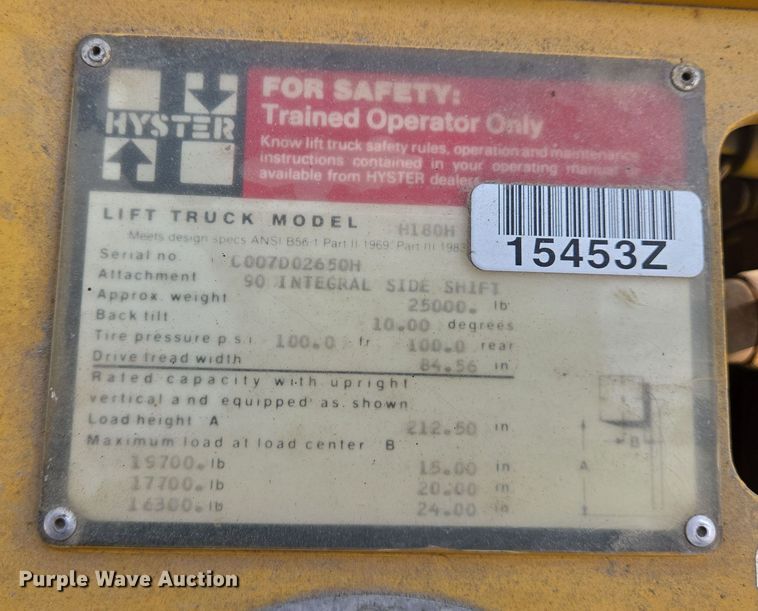 HYSTER
FOR SAFETY:
Trained Operator Only
Know lift truck safety rules, operation and maintenance
instructions contained in your operating manual
available from HYSTER dealer
LIFT TRUCK MODEL H180H
Meets design specs ANSI B56.1 Part II 1969, Part III 1983
Serial no. C007D02650H
Attachment 90 INTEGRAL SIDE SHIFT
Approx. weight 25000. lb
Back tilt 10.00 degrees
Tire pressure p.s.i. 100.0 fr. 100.0 rear
Drive tread width 84.56 in
Rated capacity with upright
vertical and equipped as shown
Load height A 212.50 in
Maximum load at load center B
19700. lb 15.00 in
17700. lb 20.00 in
16300. lb 24.00 in
B
A
15453Z
Purple Wave Auction